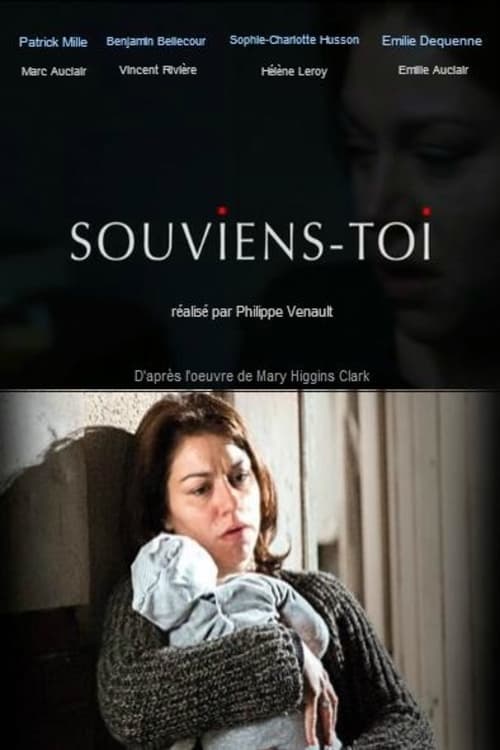 Patrick Mille Benjamin Bellecour Sophie-Charlotte Husson Emilie Dequenne
Marc Auclair Vincent Rivière Hélène Leroy Emilie Auclair
SOUViENS-TOi
réalisé par Philippe Venault
D'après l'oeuvre de Mary Higgins Clark